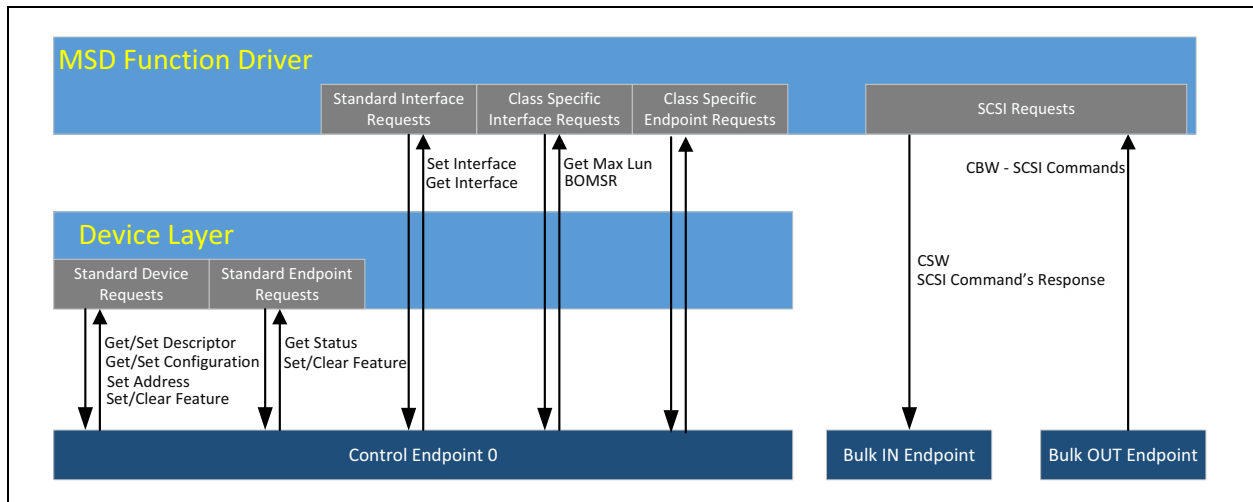 MSD Function Driver
Standard Interface
Requests
Class Specific
Interface Requests
Class Specific
Endpoint Requests
SCSI Requests
Set Interface
Get Interface
Get Max Lun
BOMSR
CBW - SCSI Commands
Device Layer
Standard Device
Requests
Standard Endpoint
Requests
CSW
SCSI Command's Response
Get/Set Descriptor
Get/Set Configuration
Set Address
Set/Clear Feature
Get Status
Set/Clear Feature
Control Endpoint 0
Bulk IN Endpoint
Bulk OUT Endpoint